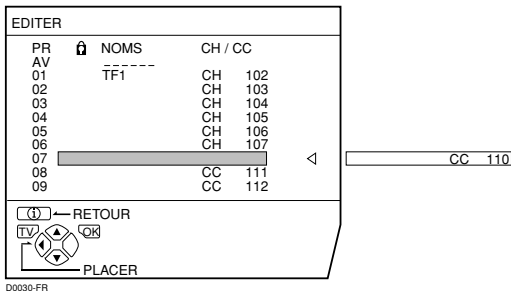 EDITER
PR NOMS CH / CC
AV ------
01 TF1 CH 102
02 CH 103
03 CH 104
04 CH 105
05 CH 106
06 CH 107
07 CC 110
08 CC 111
09 CC 112
RETOUR
TV OK
PLACER
D0030-FR